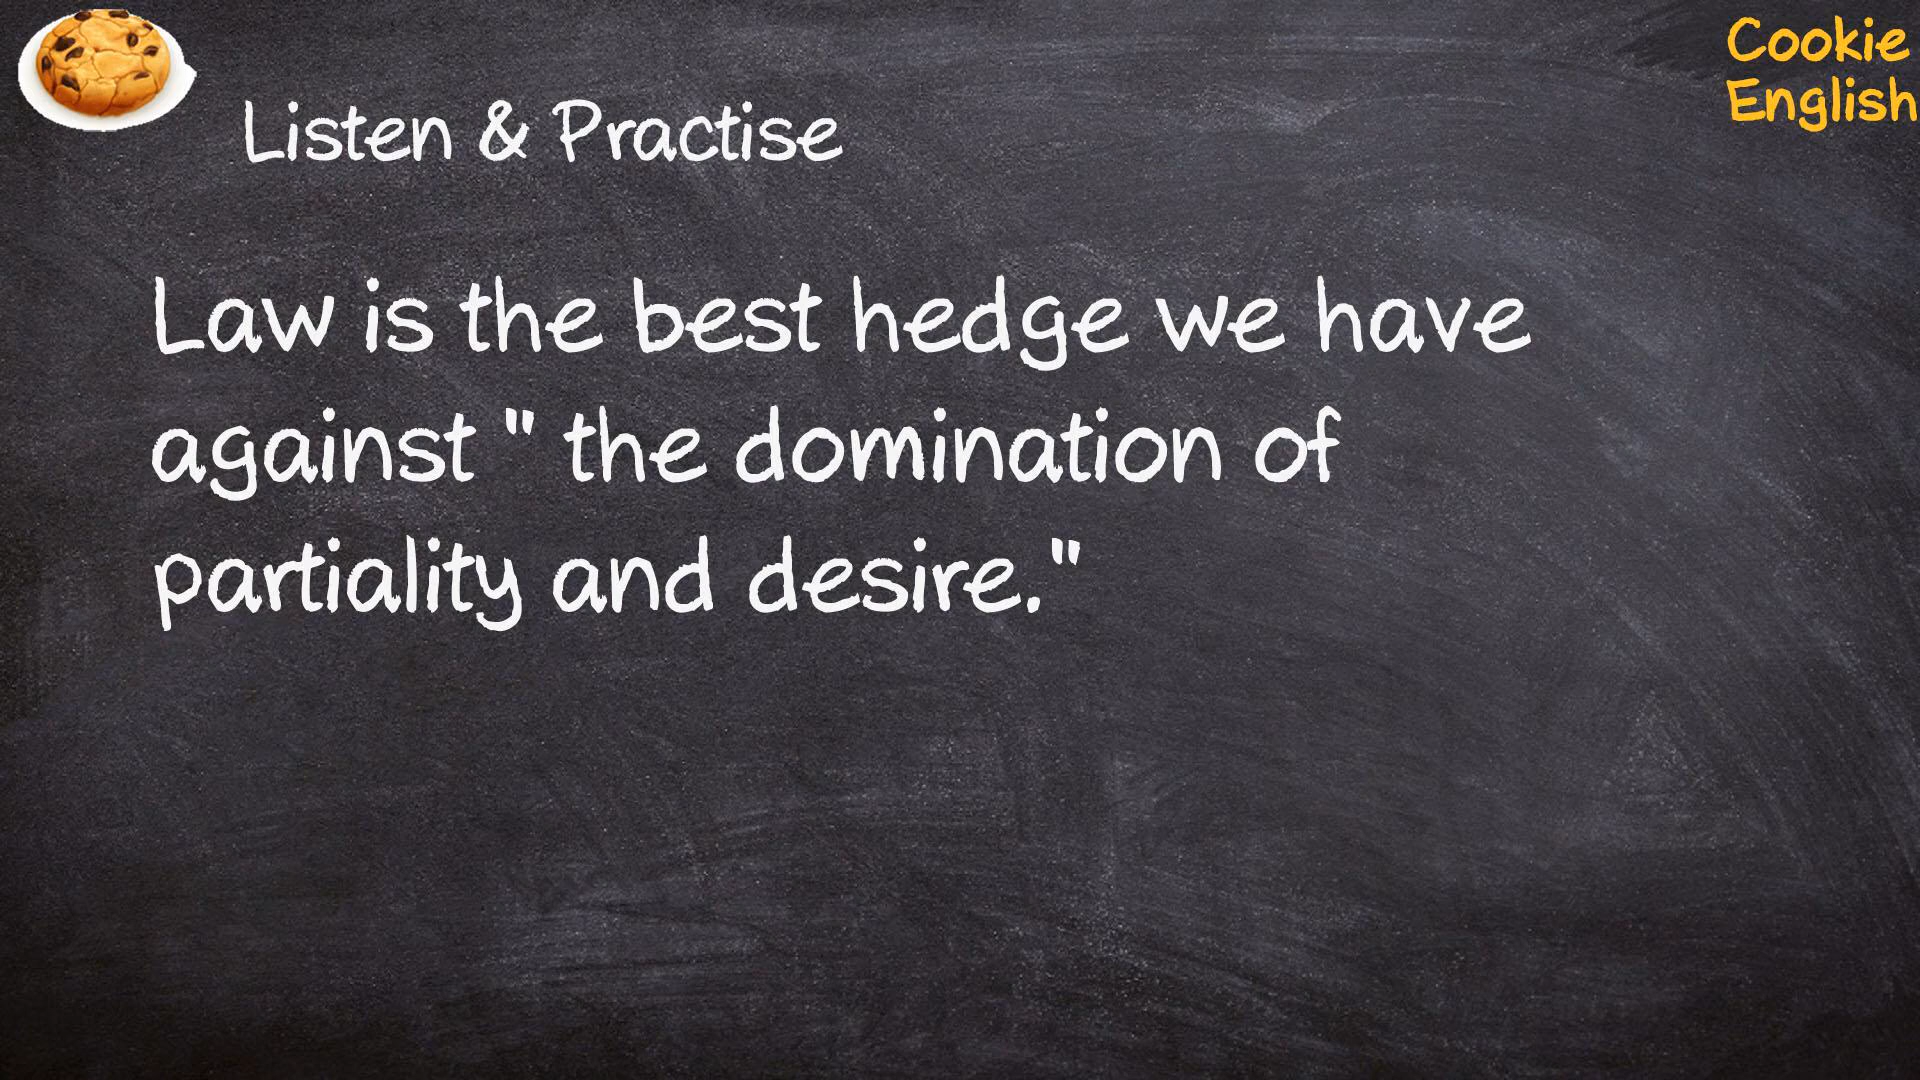 Cookie
English
Listen & Practise
Law is the best hedge we have
against " the domination of
partiality and desire."